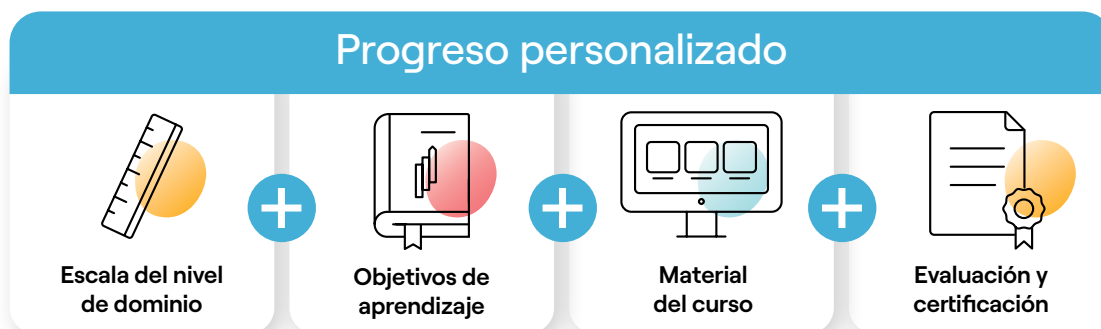 Progreso personalizado
Escala del nivel
de dominio
Objetivos de
aprendizaje
Material
del curso
Evaluación y
certificación